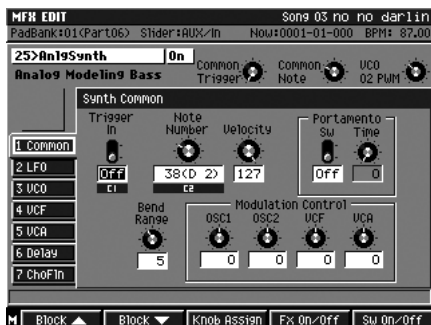 MFX EDIT Song 03 no no darlin
PadBank:01(Part06) Slider:AUX/In Now:0001-01-000 BPM: 87.00
25>AnlgSynth On
Analog Modeling Bass
Common Trigger
Common Note
VCO 02 PWM
Synth Common
1 Common
2 LFO
3 VCO
4 VCF
5 VCA
6 Delay
7 ChoFln
Trigger In
Off
C1
Note Number
38(D 2)
C2
Velocity
127
Portamento
Sw Time
Off 0
Bend Range
5
Modulation Control
OSC1 OSC2 VCF VCA
0 0 0 0
M Block ▲ Block ▼ Knob Assign Fx On/Off Sw On/Off